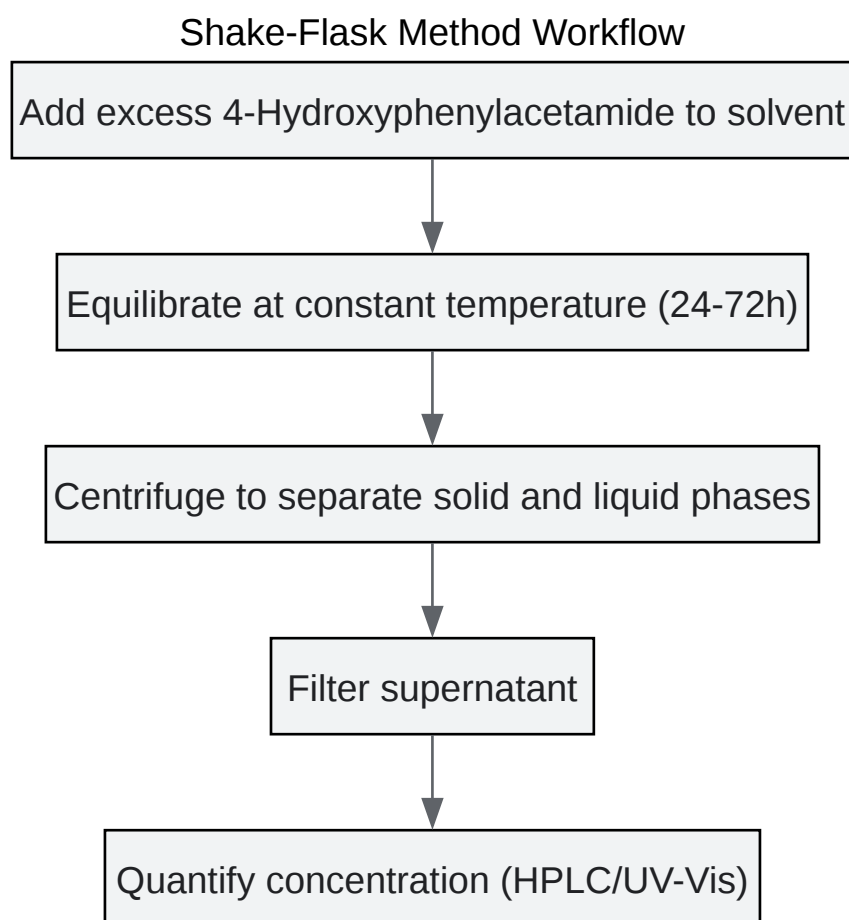 Shake-Flask Method Workflow
Add excess 4-Hydroxyphenylacetamide to solvent
Equilibrate at constant temperature (24-72h)
Centrifuge to separate solid and liquid phases
Filter supernatant
Quantify concentration (HPLC/UV-Vis)